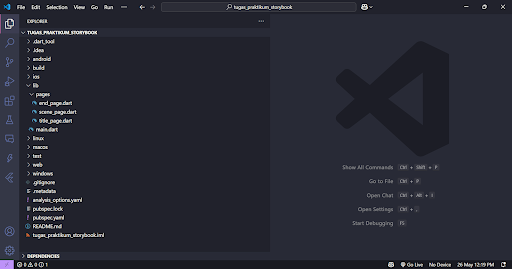 File Edit Selection View Go Run ···
tugas_praktikum_storybook
EXPLORER ···
TUGAS_PRAKTIKUM_STORYBOOK
.dart_tool
.idea
android
build
ios
lib
pages
end_page.dart
scene_page.dart
title_page.dart
main.dart
linux
macos
test
web
windows
.gitignore
.metadata
analysis_options.yaml
pubspec.lock
pubspec.yaml
README.md
tugas_praktikum_storybook.iml
DEPENDENCIES
Show All Commands Ctrl + Shift + P
Go to File Ctrl + P
Open Chat Ctrl + Alt + I
Open Settings Ctrl + ,
Start Debugging F5
0 0 1 Go Live No Device 26 May 12:19 PM